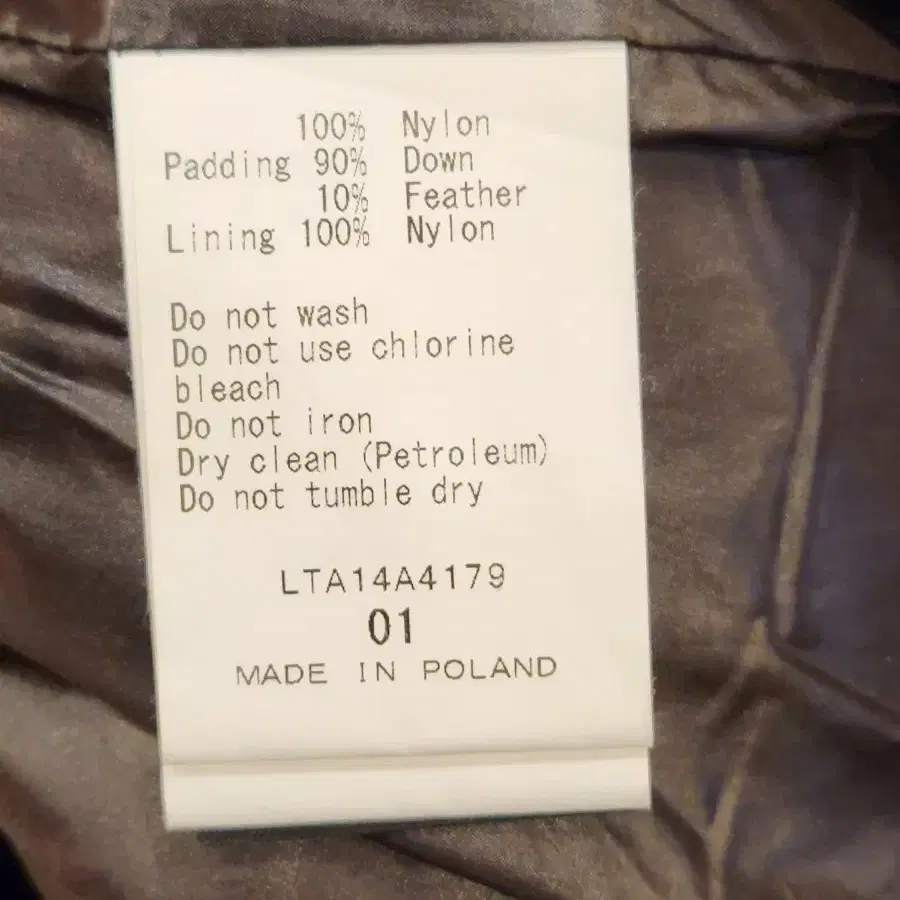 100% Nylon
Padding 90% Down
10% Feather
Lining 100% Nylon
Do not wash
Do not use chlorine
bleach
Do not iron
Dry clean (Petroleum)
Do not tumble dry
LTA14A4179
01
MADE IN POLAND